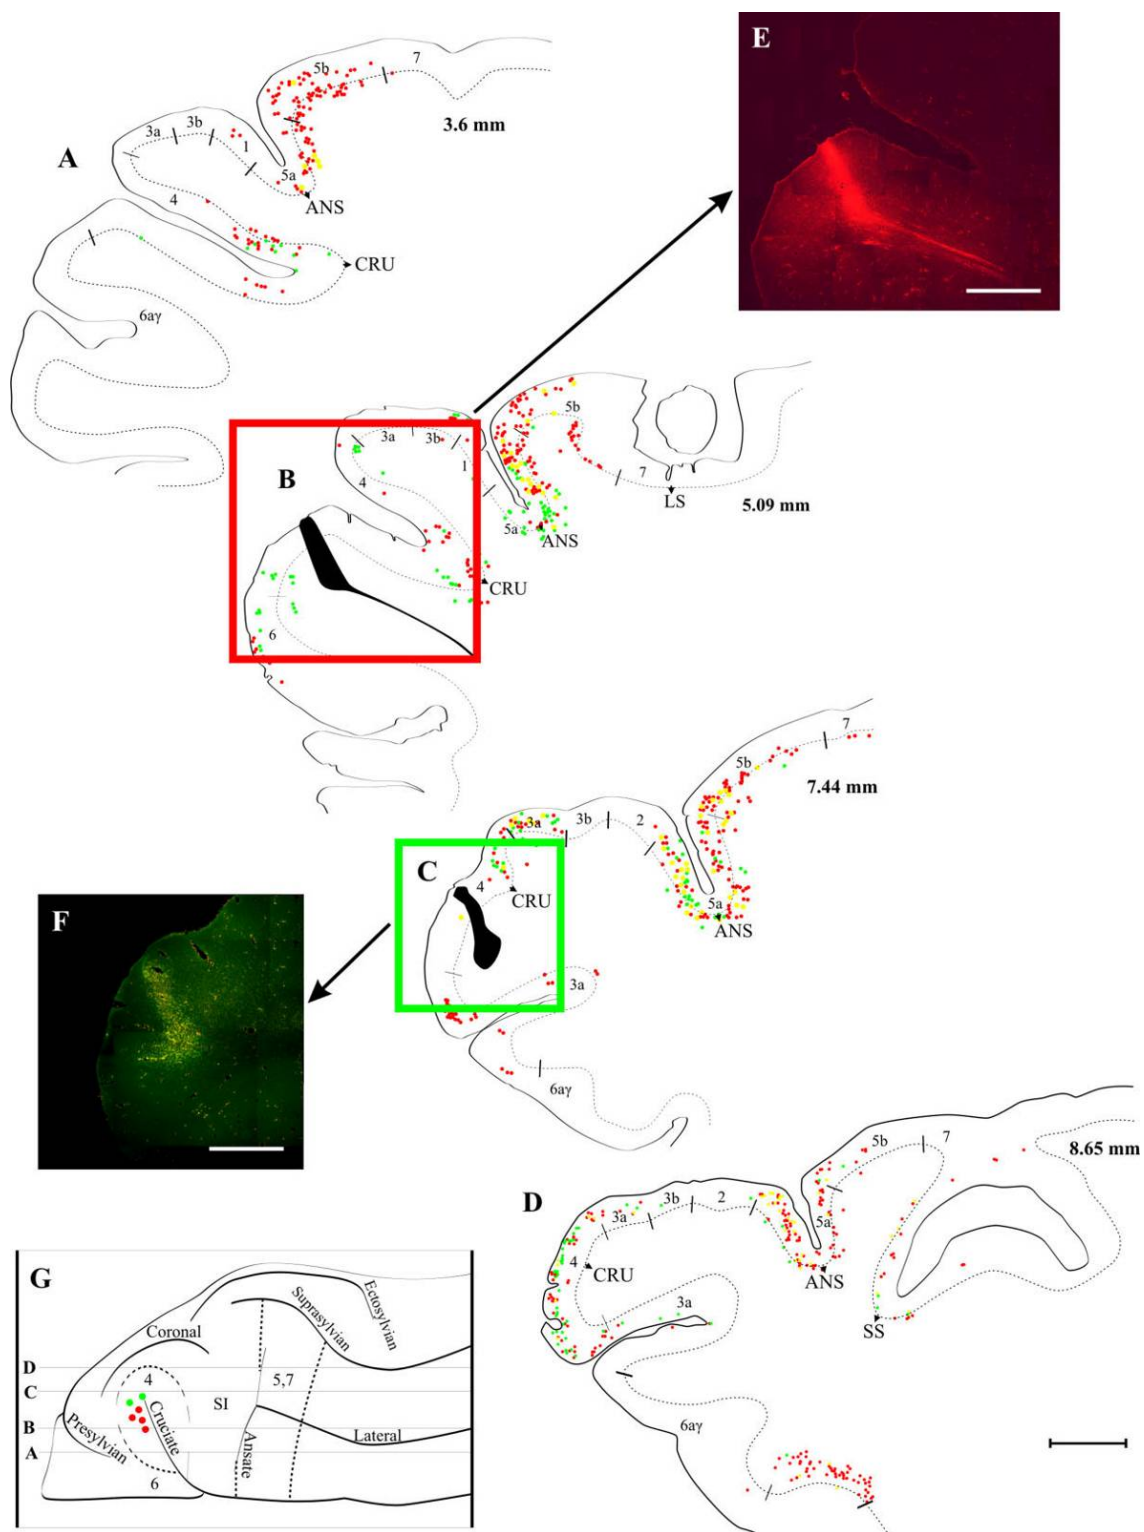 E
5b
7
3.6 mm
3a
3b
1
A
5a
ANS
4
CRU
6aγ
5b
3a
3b
1
B
7
4
LS
5.09 mm
5a
ANS
CRU
6
7
5b
7.44 mm
3a
3b
2
C
4
CRU
5a
ANS
F
3a
6aγ
5b
7
8.65 mm
D
3a
3b
2
5a
4
CRU
ANS
3a
SS
6aγ
G
Coronal
Suprasylvian
Ectosylvian
D
4
5,7
C
SI
Presylvian
Cruciate
B
Ansate
Lateral
A
6